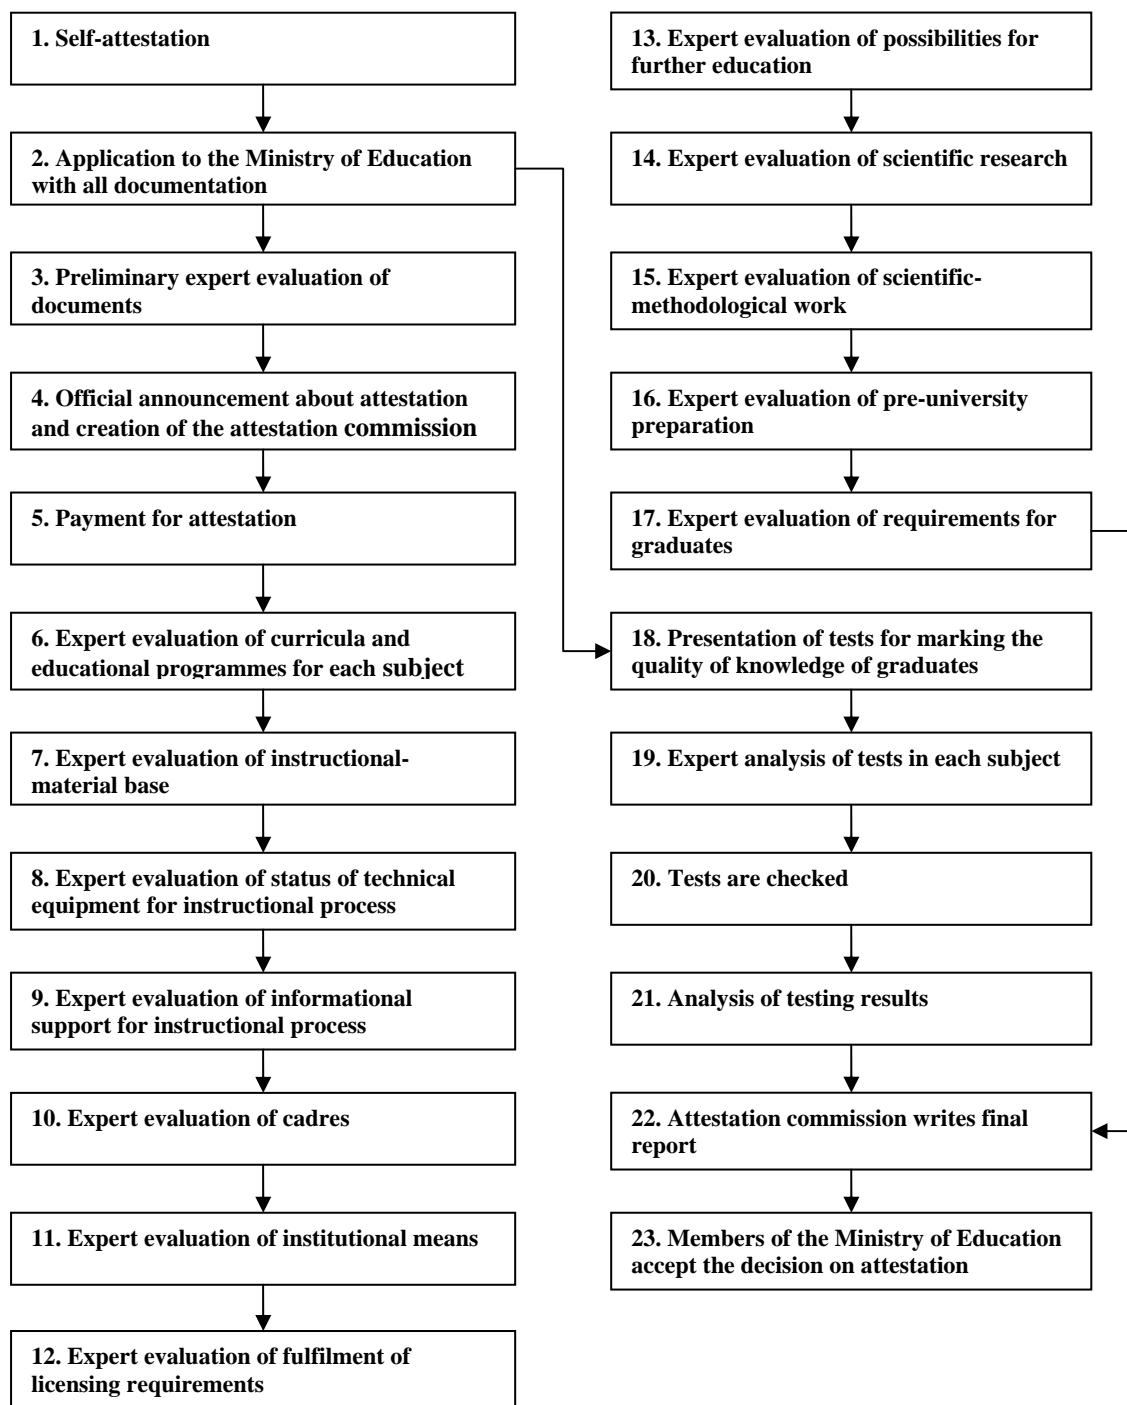 1. Self-attestation
2. Application to the Ministry of Education
with all documentation
3. Preliminary expert evaluation of
documents
4. Official announcement about attestation
and creation of the attestation commission
5. Payment for attestation
6. Expert evaluation of curricula and
educational programmes for each subject
7. Expert evaluation of instructional-
material base
8. Expert evaluation of status of technical
equipment for instructional process
9. Expert evaluation of informational
support for instructional process
10. Expert evaluation of cadres
11. Expert evaluation of institutional means
12. Expert evaluation of fulfilment of
licensing requirements
13. Expert evaluation of possibilities for
further education
14. Expert evaluation of scientific research
15. Expert evaluation of scientific-
methodological work
16. Expert evaluation of pre-university
preparation
17. Expert evaluation of requirements for
graduates
18. Presentation of tests for marking the
quality of knowledge of graduates
19. Expert analysis of tests in each subject
20. Tests are checked
21. Analysis of testing results
22. Attestation commission writes final
report
23. Members of the Ministry of Education
accept the decision on attestation